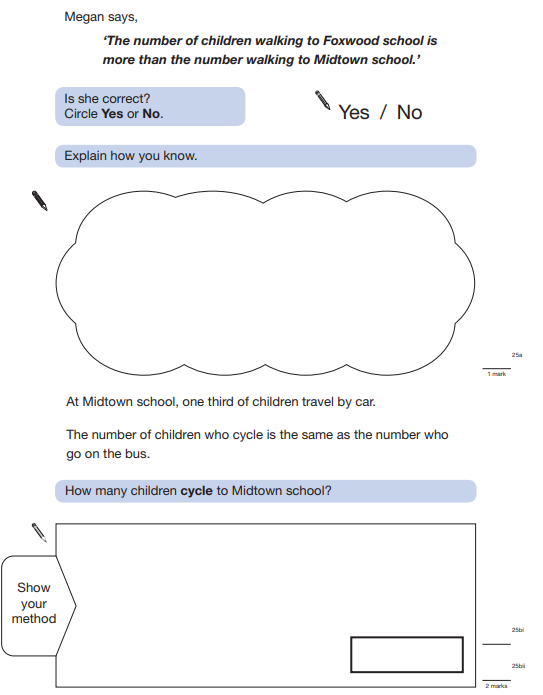 Megan says,
‘The number of children walking to Foxwood school is
more than the number walking to Midtown school.’
Is she correct?
Circle Yes or No.
Yes / No
Explain how you know.
25a
1 mark
At Midtown school, one third of children travel by car.
The number of children who cycle is the same as the number who
go on the bus.
How many children cycle to Midtown school?
Show
your
method
25bi
25bii
2 marks